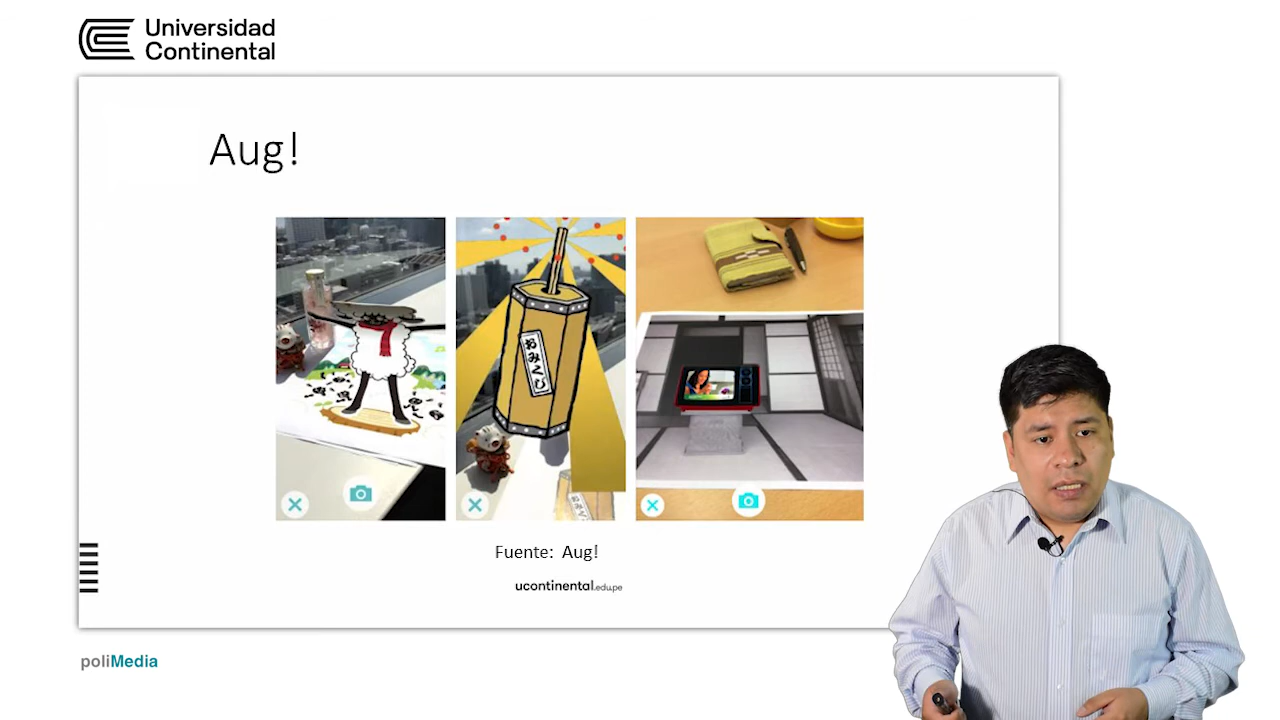 Universidad
Continental
Aug!
おみくじ
Fuente: Aug!
ucontinental.edu.pe
poliMedia